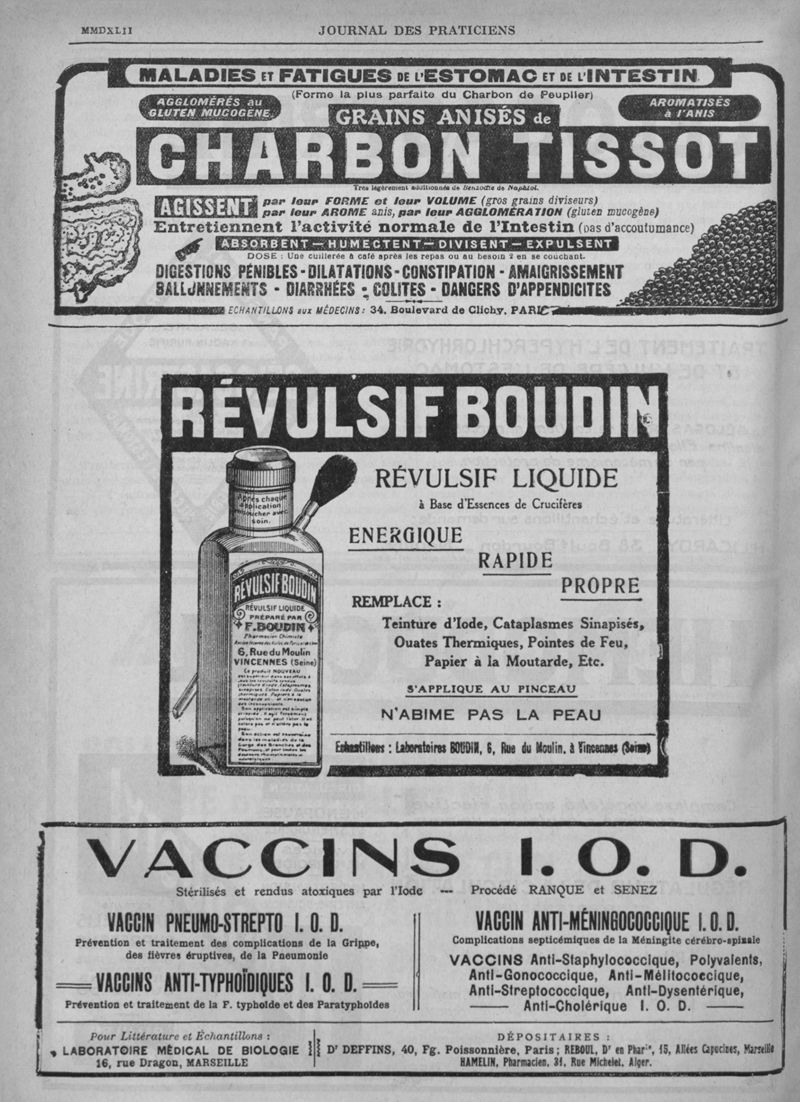 MMDXLII
JOURNAL DES PRATICIENS
MALADIES ET FATIGUES DE L'ESTOMAC ET DE L'INTESTIN
(Forme la plus parfaite du Charbon de Peuplier)
AGGLOMÉRÉS au
GLUTEN MUCOGÈNE
GRAINS ANISÉS de
AROMATISÉS
à l'ANIS
CHARBON TISSOT
Très légèrement additionnés de Benzoate de Naphtol.
AGISSENT par leur FORME et leur VOLUME (gros grains diviseurs)
par leur AROME anis, par leur AGGLOMÉRATION (gluten mucogène)
Entretiennent l'activité normale de l'Intestin (pas d'accoutumance)
ABSORBENT — HUMECTENT — DIVISENT — EXPULSENT
DOSE : Une cuillerée à café après les repas ou au besoin 2 en se couchant.
DIGESTIONS PÉNIBLES - DILATATIONS - CONSTIPATION - AMAIGRISSEMENT
BALLONNEMENTS - DIARRHÉES - COLITES - DANGERS D'APPENDICITES
ÉCHANTILLONS aux MÉDECINS : 34, Boulevard de Clichy, PARIS
RÉVULSIF BOUDIN
RÉVULSIF LIQUIDE
à Base d'Essences de Crucifères
ENERGIQUE
RAPIDE
PROPRE
REMPLACE :
Teinture d'Iode, Cataplasmes Sinapisés,
Ouates Thermiques, Pointes de Feu,
Papier à la Moutarde, Etc.
S'APPLIQUE AU PINCEAU
N'ABIME PAS LA PEAU
Echantillons : Laboratoires BOUDIN, 6, Rue du Moulin, à Vincennes (Seine)
Après chaque
application
reboucher avec
soin.
RÉVULSIF BOUDIN
RÉVULSIF LIQUIDE
PRÉPARÉ PAR
F. BOUDIN
Pharmacien Chimiste
6, Rue du Moulin
VINCENNES (Seine)
Ce produit NOUVEAU
VACCINS I. O. D.
Stérilisés et rendus atoxiques par l'Iode — Procédé RANQUE et SENEZ
VACCIN PNEUMO-STREPTO I. O. D.
Prévention et traitement des complications de la Grippe,
des fièvres éruptives, de la Pneumonie
VACCINS ANTI-TYPHOÏDIQUES I. O. D.
Prévention et traitement de la F. typhoïde et des Paratyphoïdes
VACCIN ANTI-MÉNINGOCOCCIQUE I. O. D.
Complications septicémiques de la Méningite cérébro-spinale
VACCINS Anti-Staphylococcique, Polyvalents,
Anti-Gonococcique, Anti-Mélitococcique,
Anti-Streptococcique, Anti-Dysentérique,
Anti-Cholérique I. O. D.
Pour Littérature et Échantillons :
LABORATOIRE MÉDICAL DE BIOLOGIE
16, rue Dragon, MARSEILLE
DÉPOSITAIRES :
Dr DEFFINS, 40, Fg. Poissonnière, Paris ; REBOUL, Dr en Phar., 15, Allées Capucines, Marseille
HAMELIN, Pharmacien, 31, Rue Michelet, Alger.